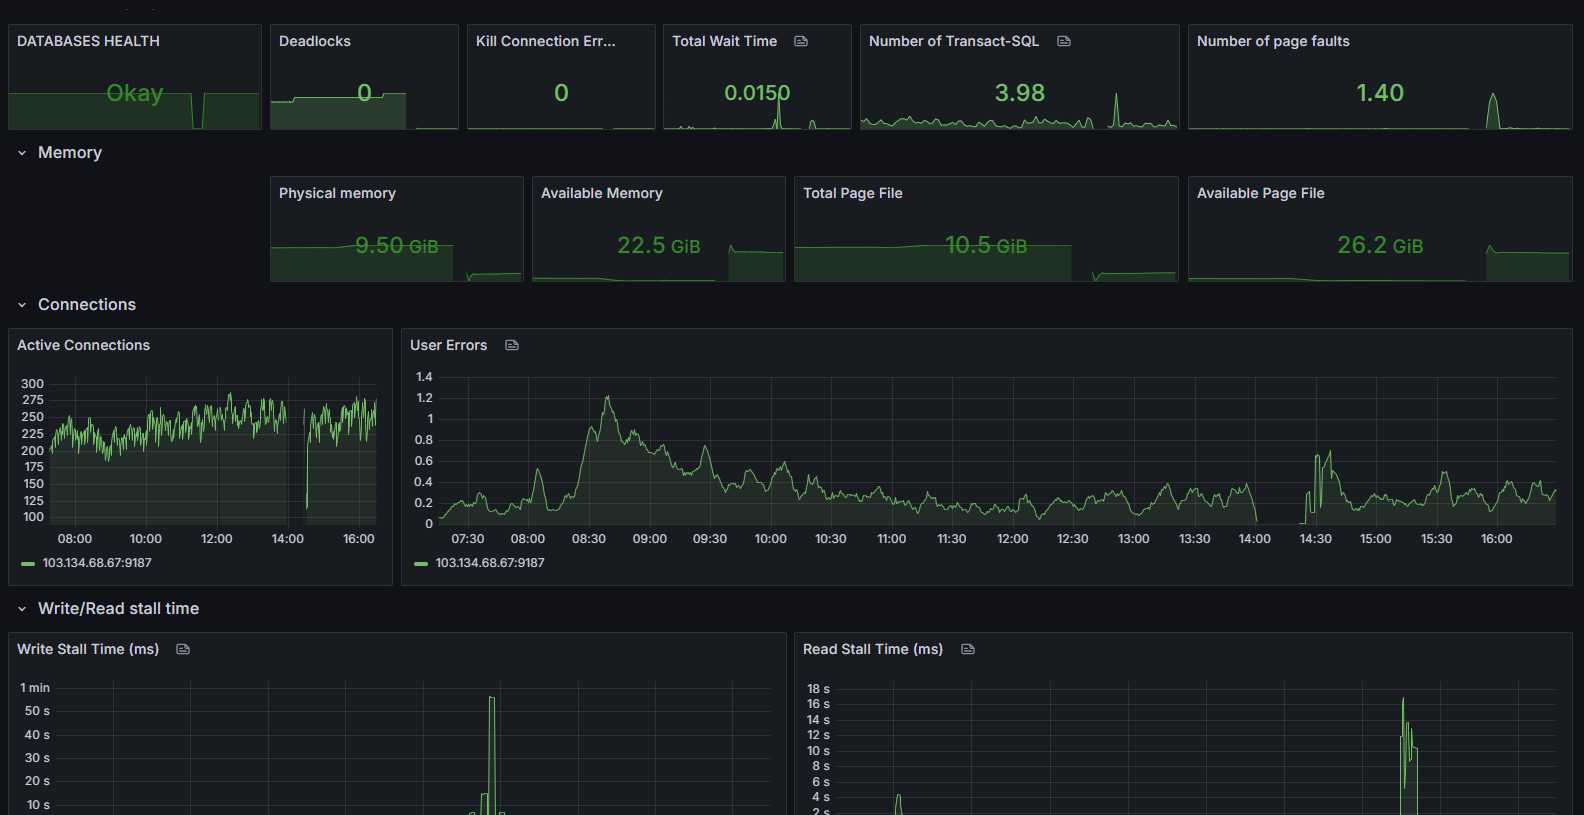 DATABASES HEALTH
Okay
Deadlocks
0
Kill Connection Err...
0
Total Wait Time
0.0150
Number of Transact-SQL
3.98
Number of page faults
1.40
Memory
Physical memory
9.50 GiB
Available Memory
22.5 GiB
Total Page File
10.5 GiB
Available Page File
26.2 GiB
Connections
Active Connections
300
275
250
225
200
175
150
125
100
08:00 10:00 12:00 14:00 16:00
103.134.68.67:9187
User Errors
1.4
1.2
1
0.8
0.6
0.4
0.2
0
07:30 08:00 08:30 09:00 09:30 10:00 10:30 11:00 11:30 12:00 12:30 13:00 13:30 14:00 14:30 15:00 15:30 16:00
103.134.68.67:9187
Write/Read stall time
Write Stall Time (ms)
1 min
50 s
40 s
30 s
20 s
10 s
Read Stall Time (ms)
18 s
16 s
14 s
12 s
10 s
8 s
6 s
4 s
2 s